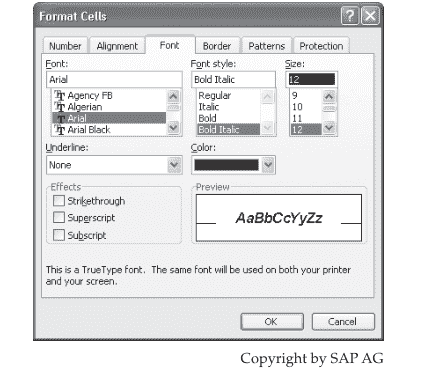 Format Cells
Number Alignment Font Border Patterns Protection
Font: Font style: Size:
Arial Bold Italic 12
Agency FB Regular 9
Algerian Italic 10
Arial Bold 11
Arial Black Bold Italic 12
Underline: Color:
None
Effects Preview
Strikethrough
Superscript
Subscript
AaBbCcYyZz
This is a TrueType font. The same font will be used on both your printer
and your screen.
OK Cancel
Copyright by SAP AG